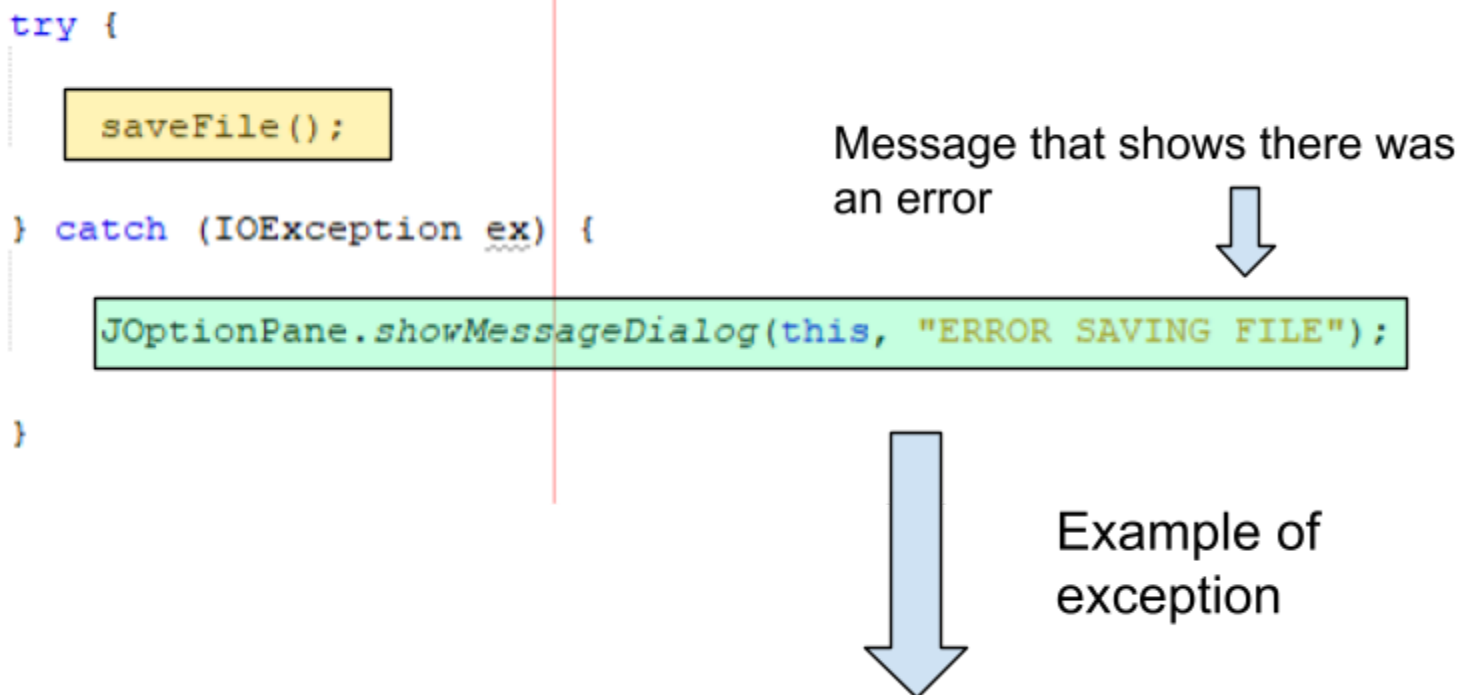 try {
saveFile();
Message that shows there was
an error
} catch (IOException ex) {
JOptionPane.showMessageDialog(this, "ERROR SAVING FILE");
}
Example of
exception